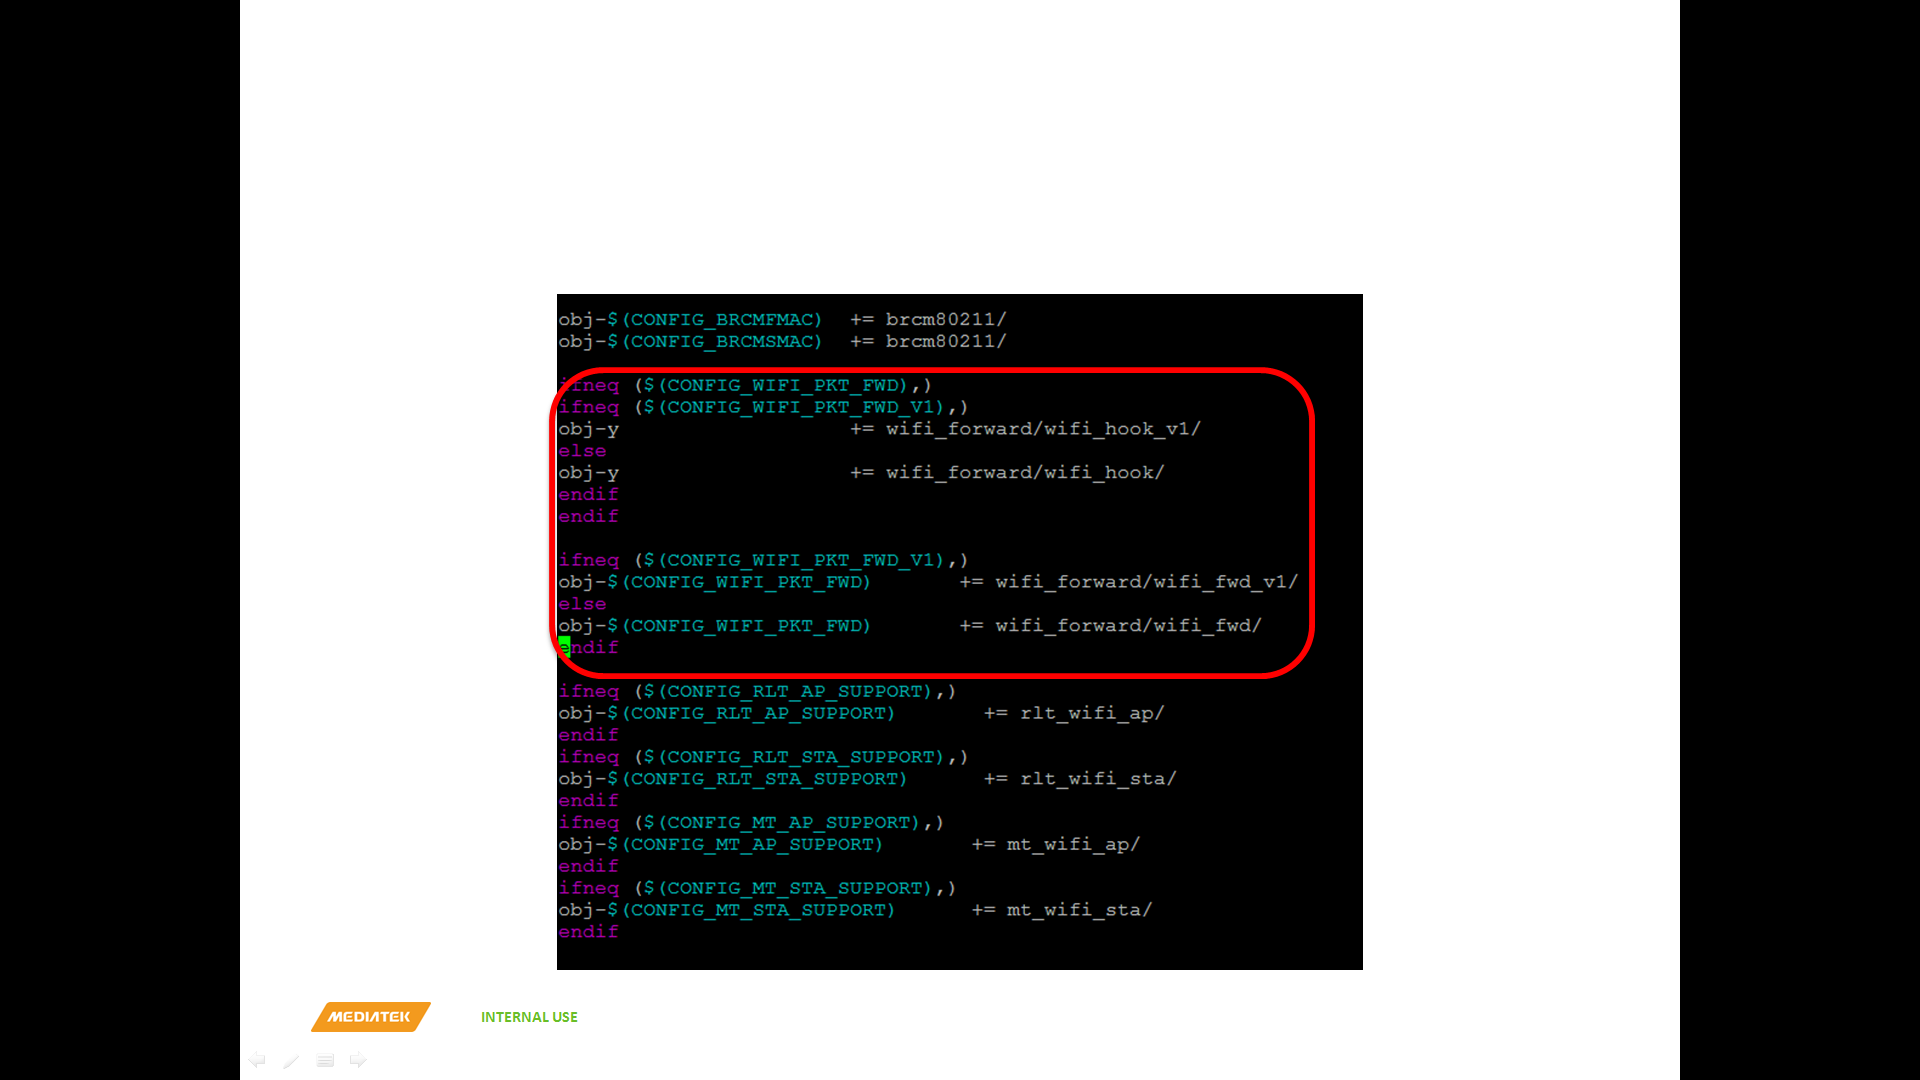 obj-$(CONFIG_BRCMFMAC) += brcm80211/
obj-$(CONFIG_BRCMSMAC) += brcm80211/
ifneq ($(CONFIG_WIFI_PKT_FWD),)
ifneq ($(CONFIG_WIFI_PKT_FWD_V1),)
obj-y += wifi_forward/wifi_hook_v1/
else
obj-y += wifi_forward/wifi_hook/
endif
endif
ifneq ($(CONFIG_WIFI_PKT_FWD_V1),)
obj-$(CONFIG_WIFI_PKT_FWD) += wifi_forward/wifi_fwd_v1/
else
obj-$(CONFIG_WIFI_PKT_FWD) += wifi_forward/wifi_fwd/
endif
ifneq ($(CONFIG_RLT_AP_SUPPORT),)
obj-$(CONFIG_RLT_AP_SUPPORT) += rlt_wifi_ap/
endif
ifneq ($(CONFIG_RLT_STA_SUPPORT),)
obj-$(CONFIG_RLT_STA_SUPPORT) += rlt_wifi_sta/
endif
ifneq ($(CONFIG_MT_AP_SUPPORT),)
obj-$(CONFIG_MT_AP_SUPPORT) += mt_wifi_ap/
endif
ifneq ($(CONFIG_MT_STA_SUPPORT),)
obj-$(CONFIG_MT_STA_SUPPORT) += mt_wifi_sta/
endif
MEDIATEK
INTERNAL USE